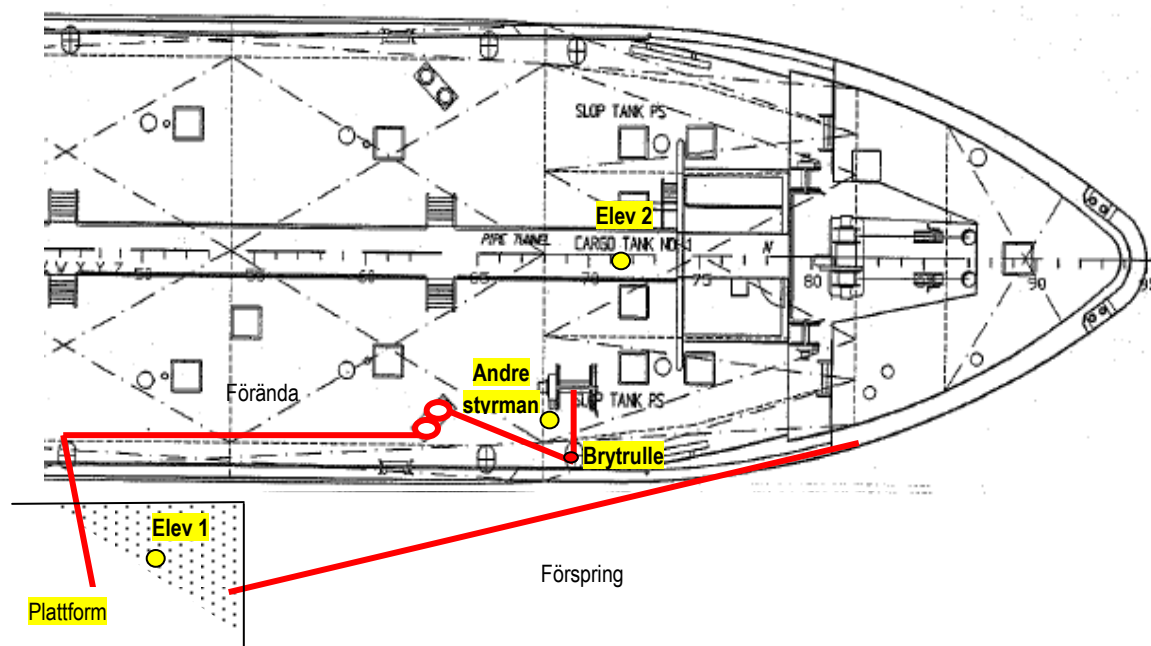 SLOP TANK PS
Elev 2
PIPE TUNNEL
CARGO TANK NO 1
50
60
65
70
75
80
90
95
Förända
Andre
styrman
SLOP TANK PS
Brytrulle
Elev 1
Förspring
Plattform